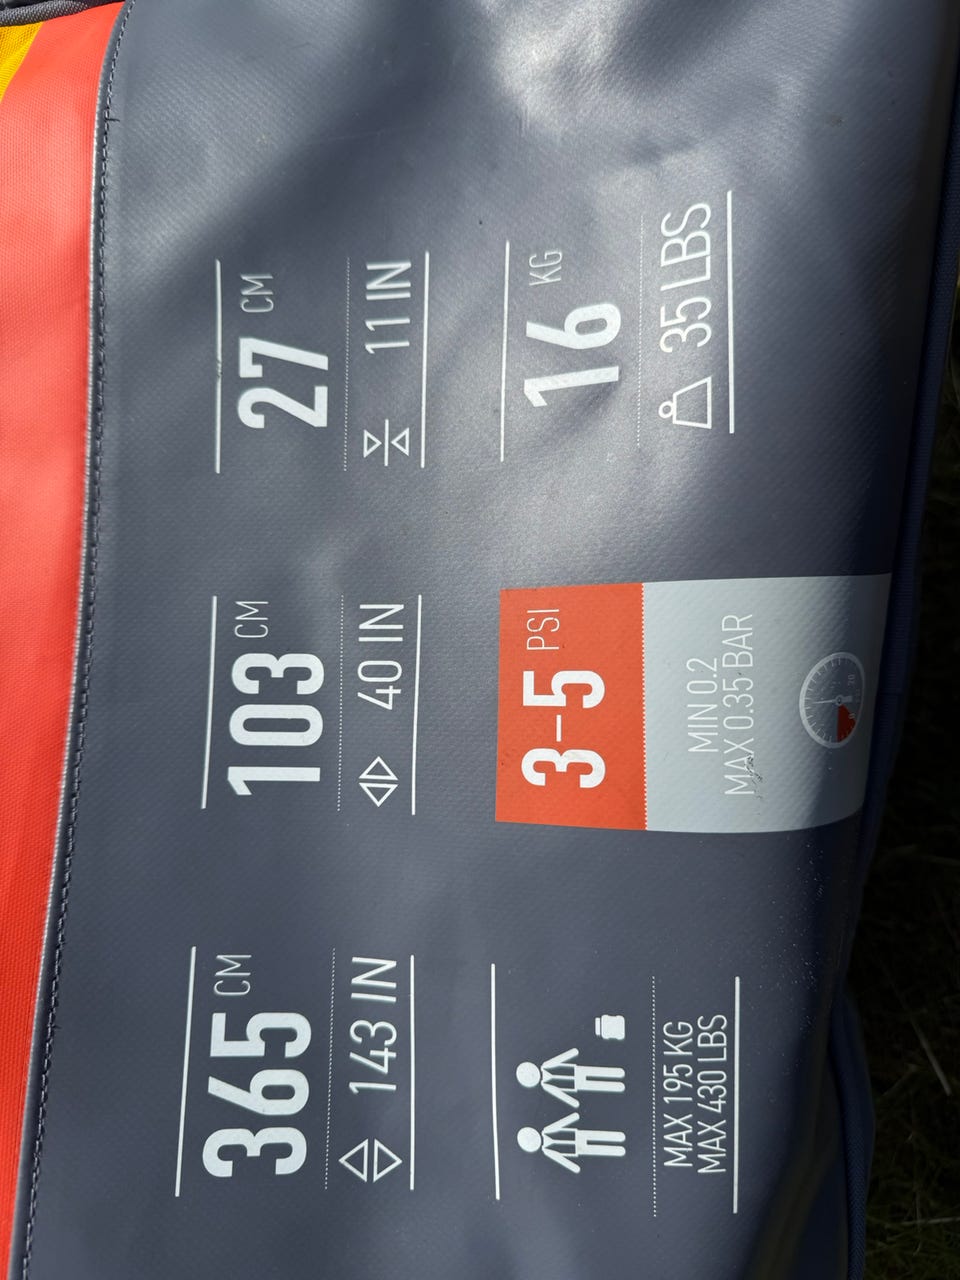 365 CM
143 IN
103 CM
40 IN
27 CM
11 IN
MAX 195 KG
MAX 430 LBS
3-5 PSI
MIN 0.2
MAX 0.35 BAR
16 KG
35 LBS